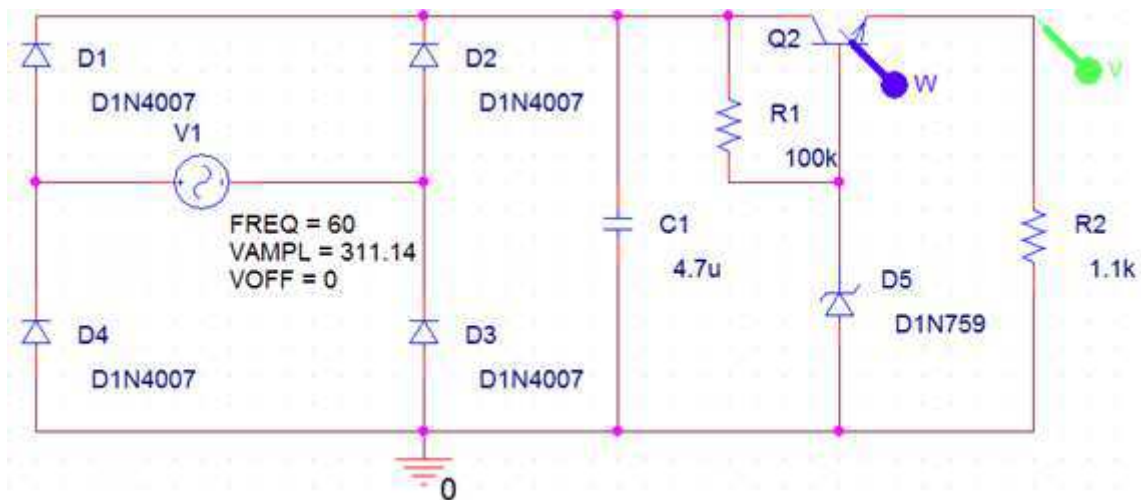 D1
D1N4007
V1
FREQ = 60
VAMPL = 311.14
VOFF = 0
D2
D1N4007
D4
D1N4007
D3
D1N4007
0
C1
4.7u
R1
100k
Q2
W
V
D5
D1N759
R2
1.1k